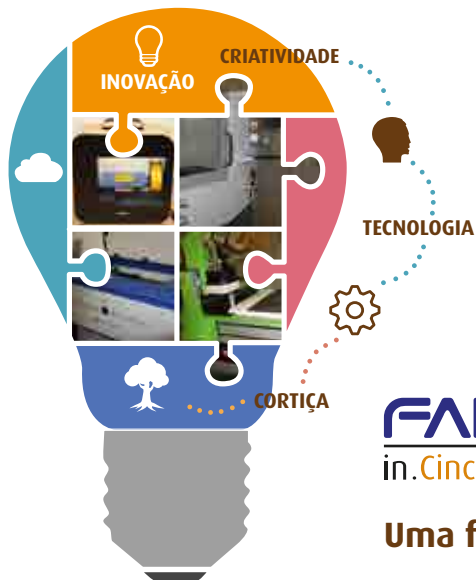 CRIATIVIDADE
INOVAÇÃO
TECNOLOGIA
CORTIÇA
in.Cinc
Uma f